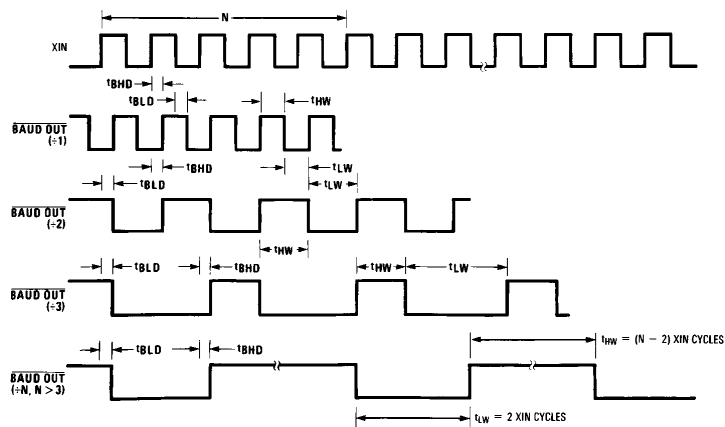 N
XIN
tBHD
tBLD
tHW
BAUD OUT
(÷1)
tBHD
tLW
tBLD
tLW
BAUD OUT
(÷2)
tHW
tBLD
tBHD
tHW
tLW
BAUD OUT
(÷3)
tBLD
tBHD
tHW = (N – 2) XIN CYCLES
BAUD OUT
(÷N, N > 3)
tLW = 2 XIN CYCLES